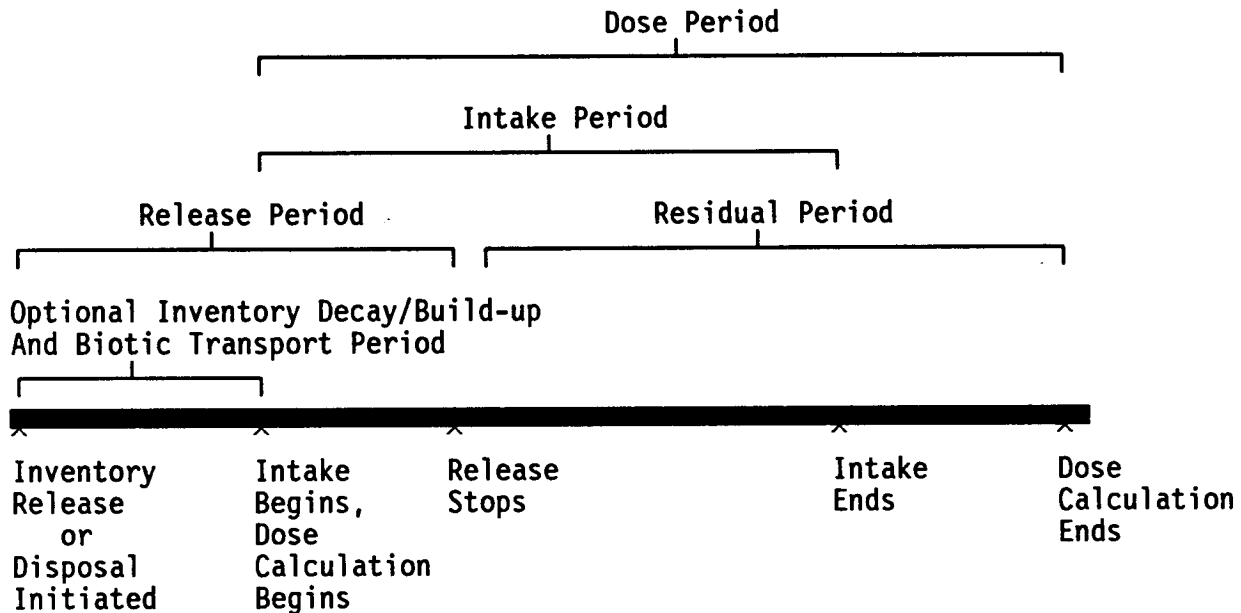 Dose Period
Intake Period
Release Period
Residual Period
Optional Inventory Decay/Build-up
And Biotic Transport Period
Inventory
Release
or
Disposal
Initiated
Intake
Begins,
Dose
Calculation
Begins
Release
Stops
Intake
Ends
Dose
Calculation
Ends